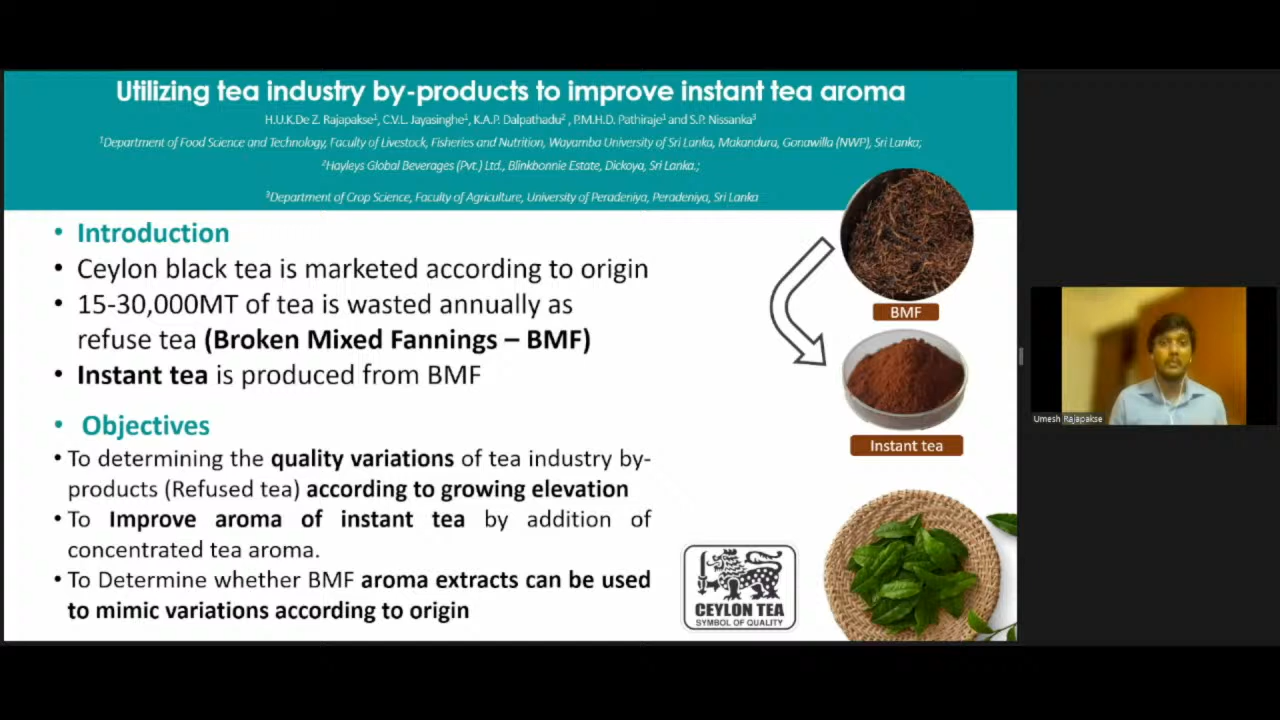 Utilizing tea industry by-products to improve instant tea aroma
H.U.K.De Z. Rajapakse¹, C.V.L. Jayasinghe¹, K.A.P. Dalpathadu² , P.M.H.D. Pathiraje¹ and S.P. Nissanka³
¹Department of Food Science and Technology, Faculty of Livestock, Fisheries and Nutrition, Wayamba University of Sri Lanka, Makandura, Gonawilla (NWP), Sri Lanka;
²Hayleys Global Beverages (Pvt.) Ltd., Blinkbonnie Estate, Dickoya, Sri Lanka.;
³Department of Crop Science, Faculty of Agriculture, University of Peradeniya, Peradeniya, Sri Lanka
• Introduction
• Ceylon black tea is marketed according to origin
• 15-30,000MT of tea is wasted annually as
refuse tea (Broken Mixed Fannings – BMF)
• Instant tea is produced from BMF
• Objectives
• To determining the quality variations of tea industry by-
products (Refused tea) according to growing elevation
• To Improve aroma of instant tea by addition of
concentrated tea aroma.
• To Determine whether BMF aroma extracts can be used
to mimic variations according to origin
BMF
Instant tea
CEYLON TEA
SYMBOL OF QUALITY
Umesh Rajapakse